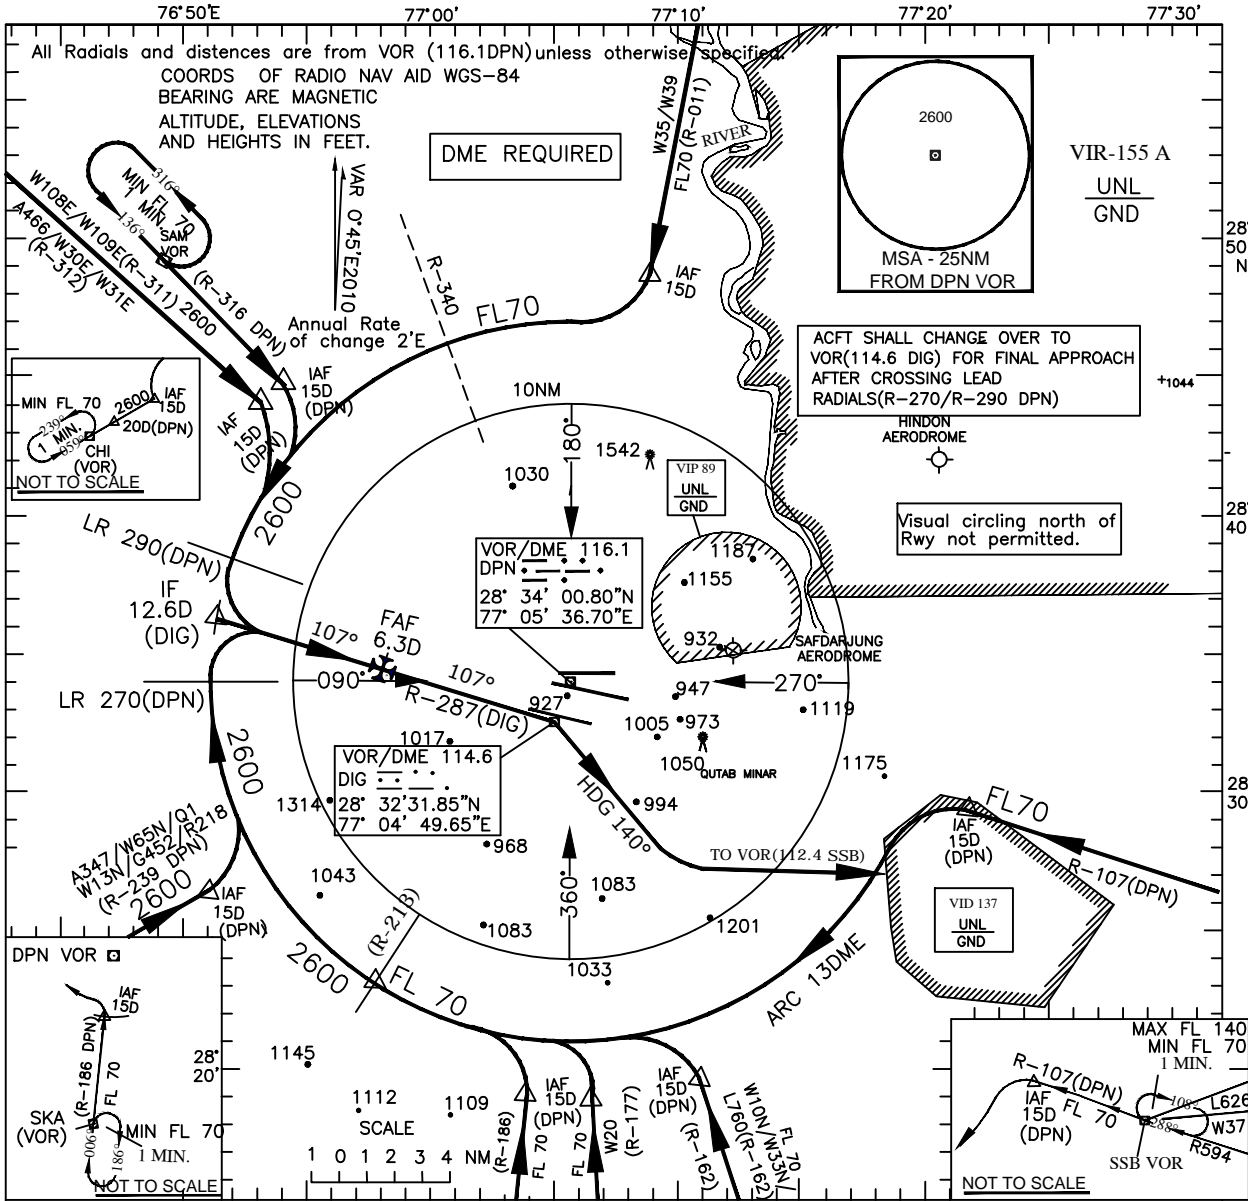 76°50'E
77°00'
77°10'
77°20'
77°30'
All Radials and distences are from VOR (116.1DPN) unless otherwise specified.
COORDS OF RADIO NAV AID WGS-84
BEARING ARE MAGNETIC
ALTITUDE, ELEVATIONS
AND HEIGHTS IN FEET.
DME REQUIRED
W35/W39
FL70(R-011)
RIVER
2600
MSA - 25NM
FROM DPN VOR
VIR-155 A
UNL
GND
28°
50'
N
316°
MIN FL 70
1 MIN.
136°
SAM
VOR
W108E/W109E(R-311) 2600
A466/W30E/W31E
(R-312)
(R-316 DPN)
VAR 0°45'E2010
Annual Rate
of change 2'E
R-340
FL70
IAF
15D
IAF
15D
(DPN)
IAF
15D
(DPN)
ACFT SHALL CHANGE OVER TO
VOR(114.6 DIG) FOR FINAL APPROACH
AFTER CROSSING LEAD
RADIALS(R-270/R-290 DPN)
+1044
HINDON
AERODROME
MIN FL 70
239°
1 MIN.
059°
2600
IAF
15D
20D(DPN)
CHI
(VOR)
NOT TO SCALE
10NM
180°
1542
1030
VIP 89
UNL
GND
Visual circling north of
Rwy not permitted.
28°
40'
2600
LR 290(DPN)
IF
12.6D
(DIG)
VOR/DME 116.1
DPN
28° 34' 00.80"N
77° 05' 36.70"E
1187
1155
932
SAFDARJUNG
AERODROME
FAF
6.3D
107°
107°
090°
R-287(DIG)
LR 270(DPN)
927
947
270°
1119
1005
973
1050
QUTAB MINAR
1175
1017
VOR/DME 114.6
DIG
28° 32'31.85"N
77° 04' 49.65"E
1314
HDG 140°
994
28°
30'
2600
FL70
IAF
15D
(DPN)
R-107(DPN)
968
TO VOR(112.4 SSB)
A347/W65N/Q1
W13N/G452/R218
(R-239 DPN)
2600
IAF
15D
(DPN)
1043
1083
1083
360°
1201
VID 137
UNL
GND
(R-213)
2600
FL 70
1033
ARC 13DME
DPN VOR
IAF
15D
(R-186 DPN)
FL 70
SKA
(VOR)
006°
186°
MIN FL 70
1 MIN.
NOT TO SCALE
28°
20'
1145
1112
1109
SCALE
1 0 1 2 3 4 NM
IAF
15D
(DPN)
IAF
15D
(DPN)
(R-186)
FL 70
FL 70
W20
(R-177)
(R-162)
W10N/W33N/
L760(R-162)
FL 70
MAX FL 140
MIN FL 70
1 MIN.
R-107(DPN)
IAF
15D
(DPN)
FL 70
108°
288°
L626
W37
R594
SSB VOR
NOT TO SCALE